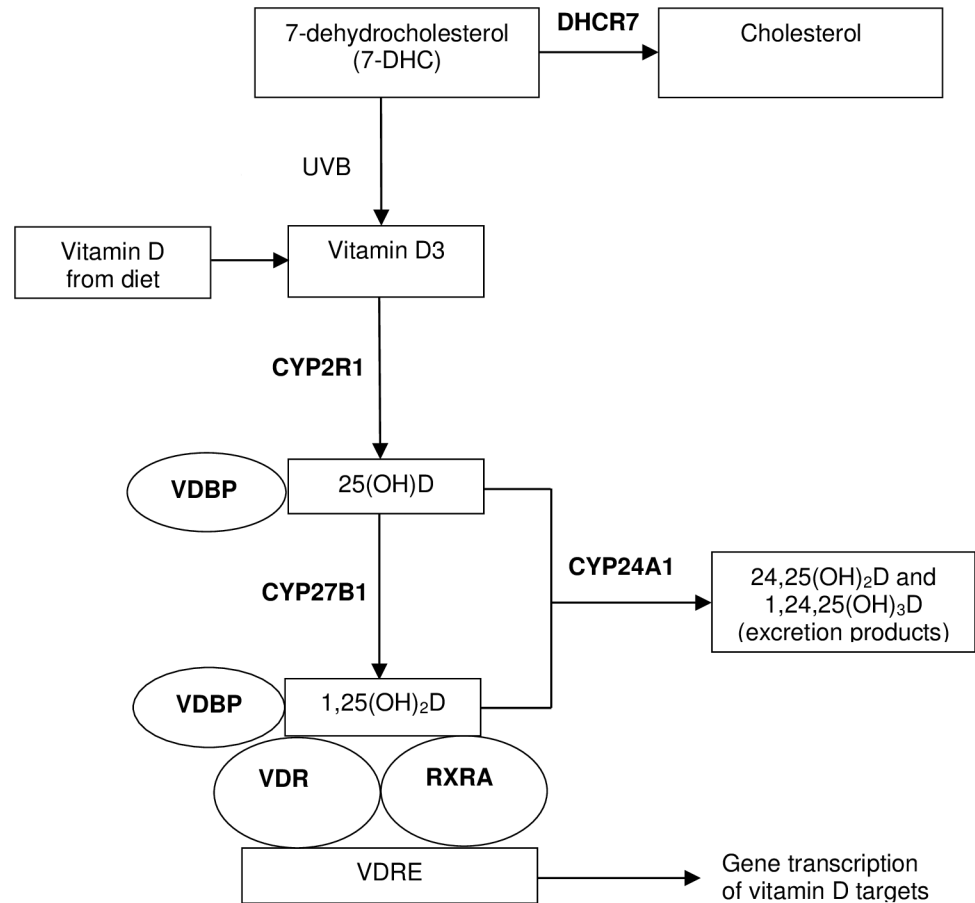 DHCR7
7-dehydrocholesterol
(7-DHC)
Cholesterol
UVB
Vitamin D
from diet
Vitamin D3
CYP2R1
VDBP
25(OH)D
CYP27B1
CYP24A1
24,25(OH)₂D and
1,24,25(OH)₃D
(excretion products)
VDBP
1,25(OH)₂D
VDR
RXRA
VDRE
Gene transcription
of vitamin D targets